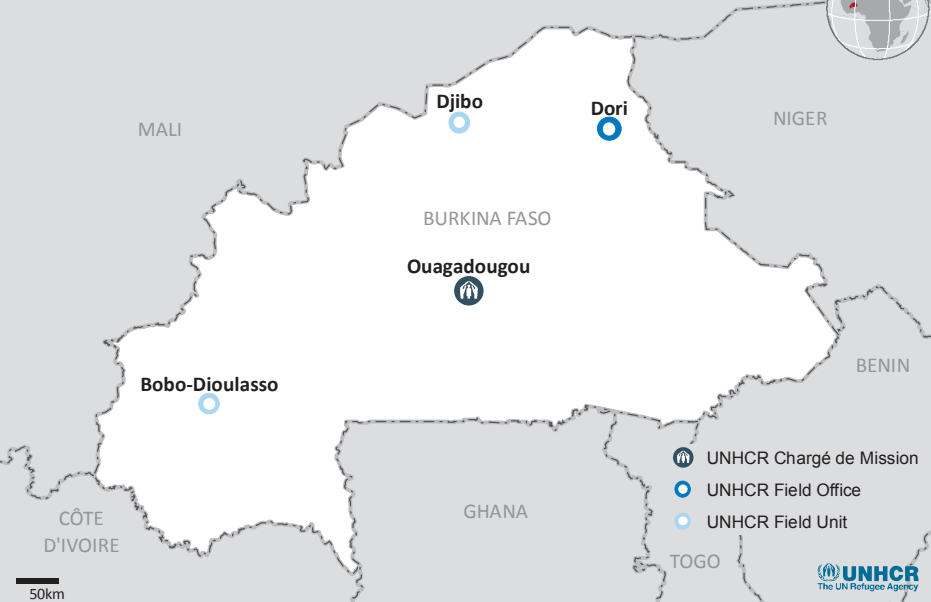 Djibo
Dori
NIGER
MALI
BURKINA FASO
Ouagadougou
BENIN
Bobo-Dioulasso
UNHCR Chargé de Mission
UNHCR Field Office
UNHCR Field Unit
GHANA
CÔTE
D'IVOIRE
TOGO
UNHCR
The UN Refugee Agency
50km